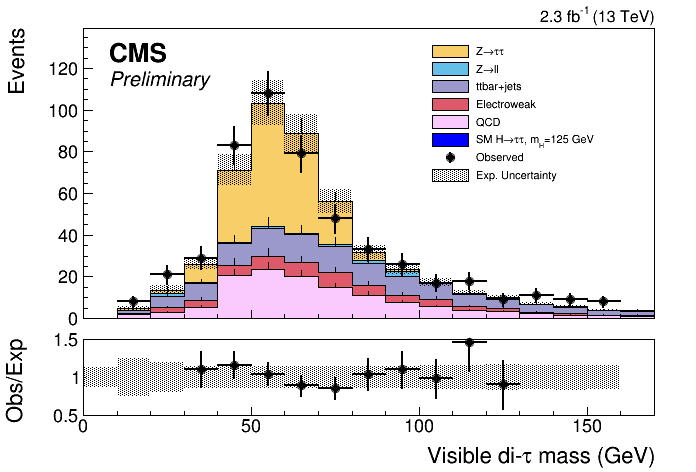 2.3 fb⁻¹ (13 TeV)
CMS
Preliminary
Events
120
100
80
60
40
20
0
Z→ττ
Z→ll
ttbar+jets
Electroweak
QCD
SM H→ττ, m_H=125 GeV
Observed
Exp. Uncertainty
Obs/Exp
1.5
1
0.5
0 50 100 150
Visible di-τ mass (GeV)